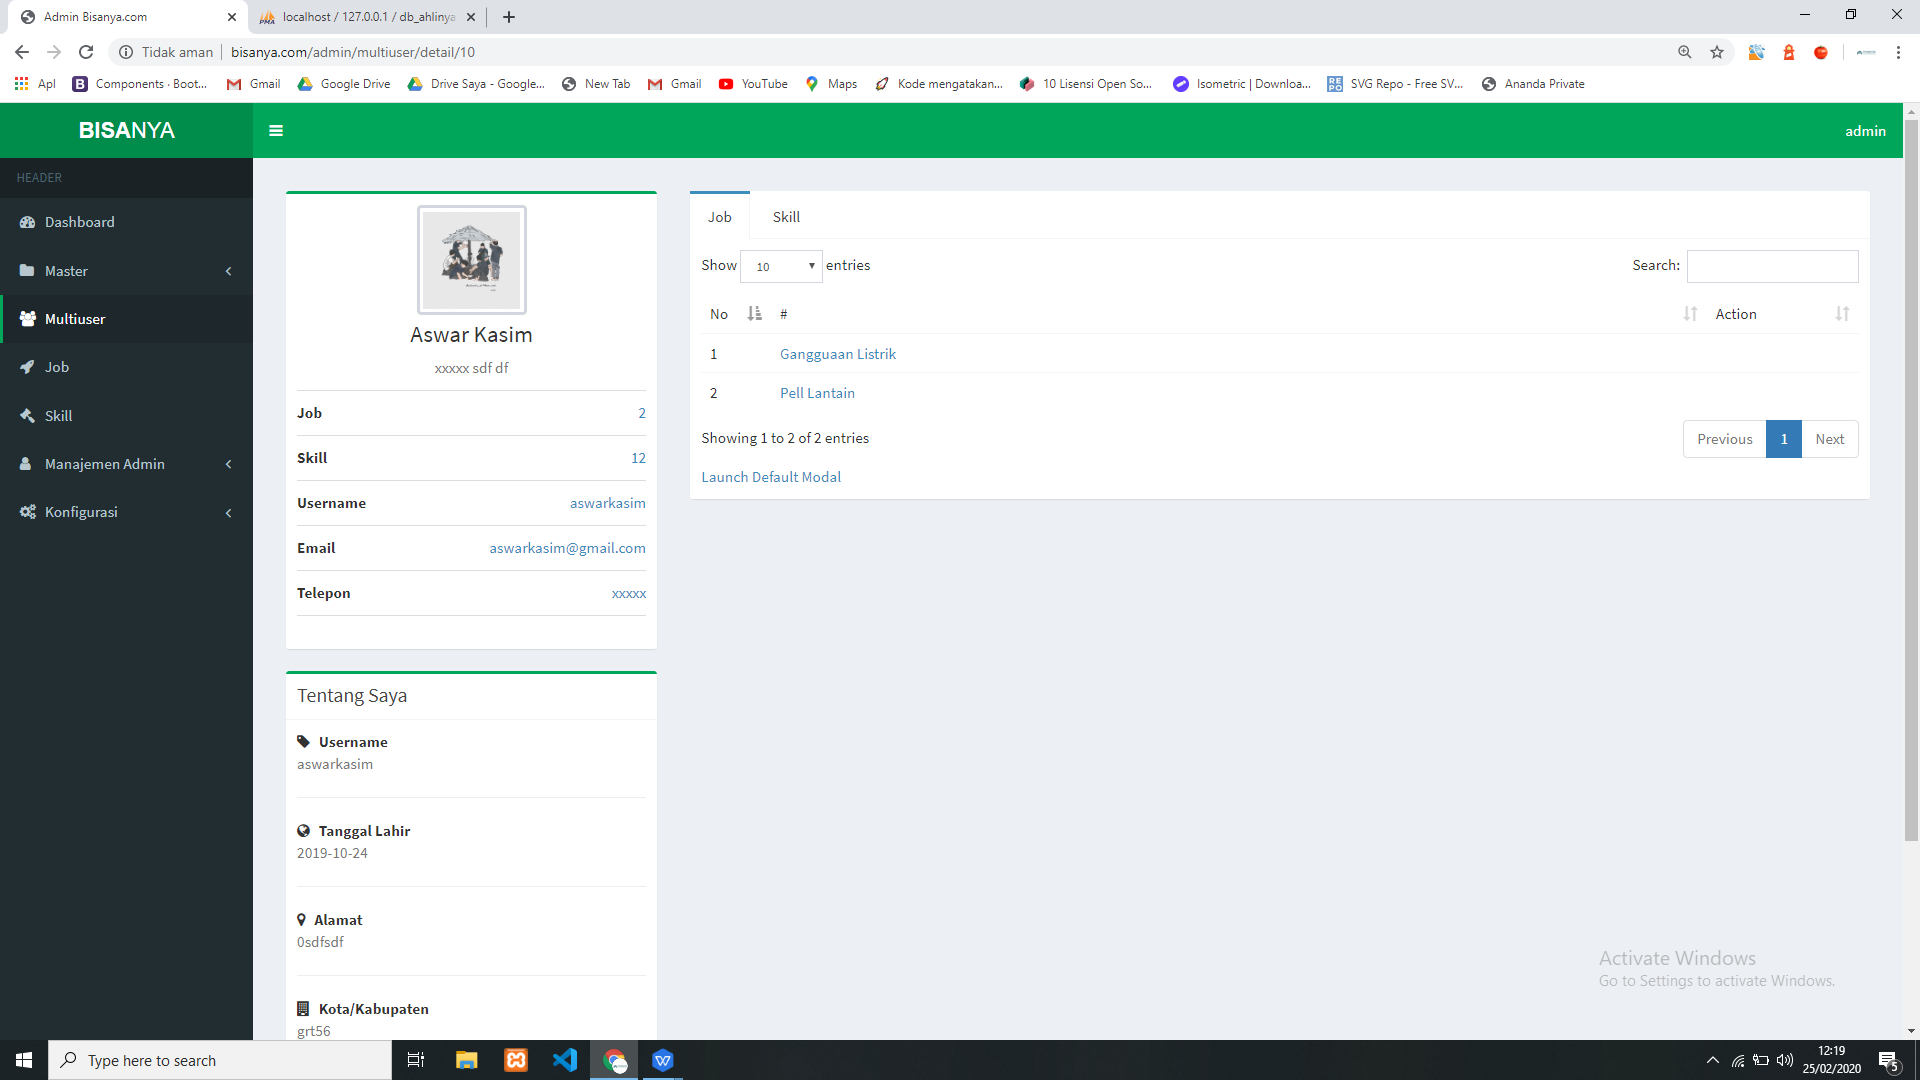 Admin Bisanya.com
localhost / 127.0.0.1 / db_ahlinya
Tidak aman
bisanya.com/admin/multiuser/detail/10
Apl
Components · Boot...
Gmail
Google Drive
Drive Saya - Google...
New Tab
Gmail
YouTube
Maps
Kode mengatakan...
10 Lisensi Open So...
Isometric | Downloa...
SVG Repo - Free SV...
Ananda Private
BISANYA
admin
HEADER
Dashboard
Master
Multiuser
Job
Skill
Manajemen Admin
Konfigurasi
Aswar Kasim
xxxxx sdf df
Job 2
Skill 12
Username aswarkasim
Email aswarkasim@gmail.com
Telepon xxxxx
Tentang Saya
Username
aswarkasim
Tanggal Lahir
2019-10-24
Alamat
0sdfsdf
Kota/Kabupaten
grt56
Job Skill
Show 10 entries
Search:
No # Action
1 Gangguaan Listrik
2 Pell Lantain
Showing 1 to 2 of 2 entries
Previous 1 Next
Launch Default Modal
Activate Windows
Go to Settings to activate Windows.
Type here to search
12:19
25/02/2020
5